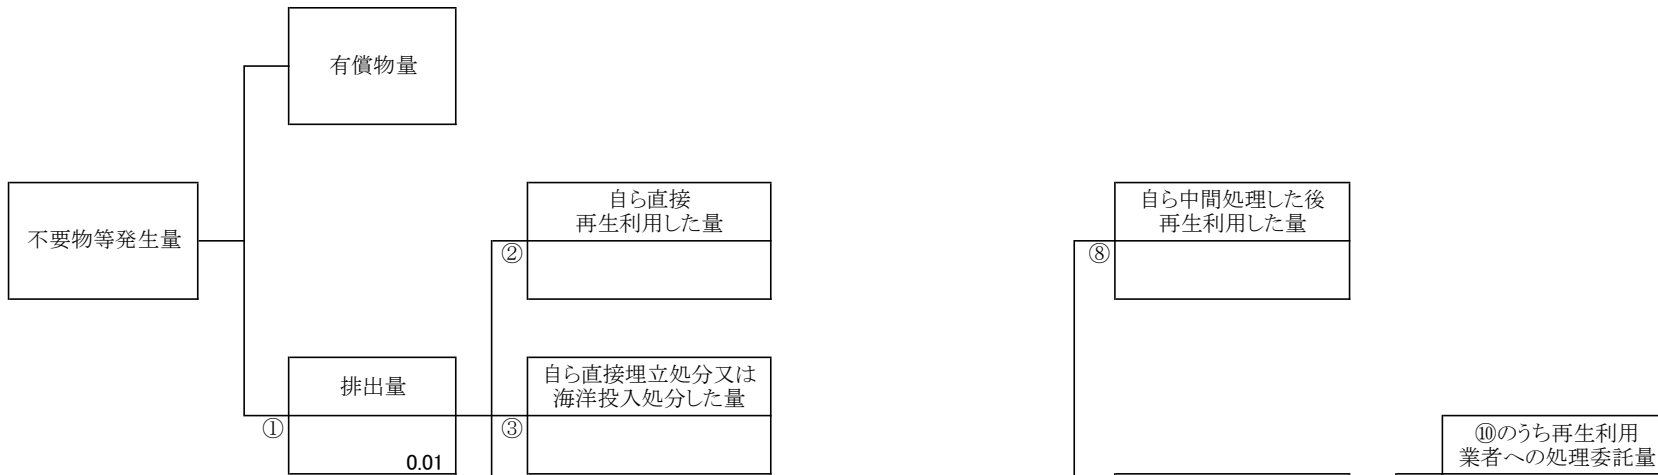 有償物量
不要物等発生量
自ら直接
再生利用した量
②
自ら中間処理した後
再生利用した量
⑧
排出量
①
0.01
自ら直接埋立処分又は
海洋投入処分した量
③
⑩のうち再生利用
業者への処理委託量